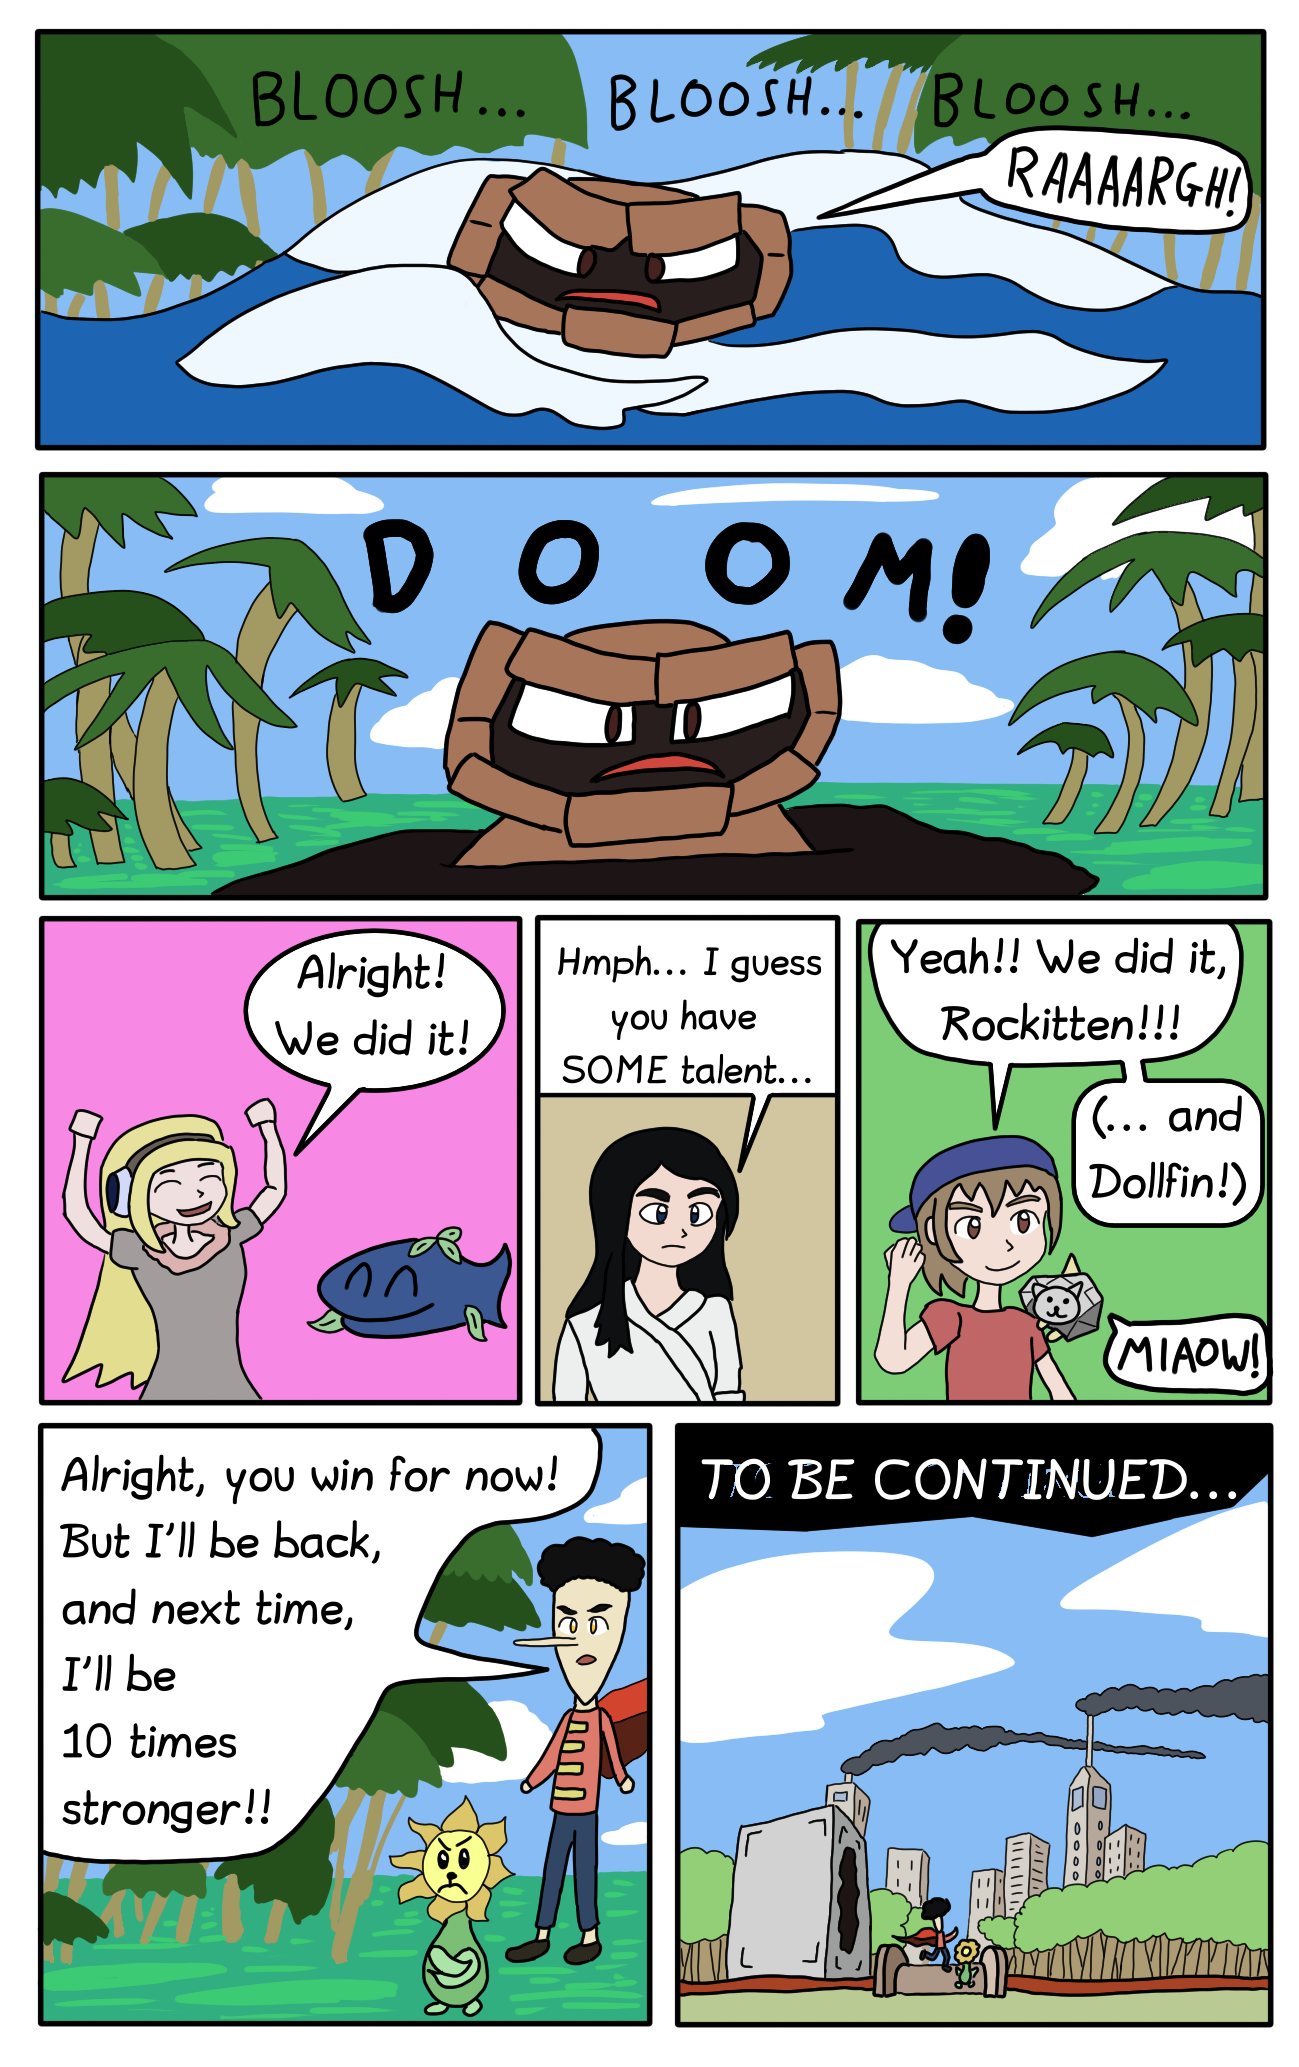 BLOOSH... BLOOSH... BLOOSH...
RAAAARGH!
DOOM!
Alright!
We did it!
Hmph... I guess
you have
SOME talent...
Yeah!! We did it,
Rockitten!!!
(... and
Dollfin!)
MIAOW!
Alright, you win for now!
But I'll be back,
and next time,
I'll be
10 times
stronger!!
TO BE CONTINUED...